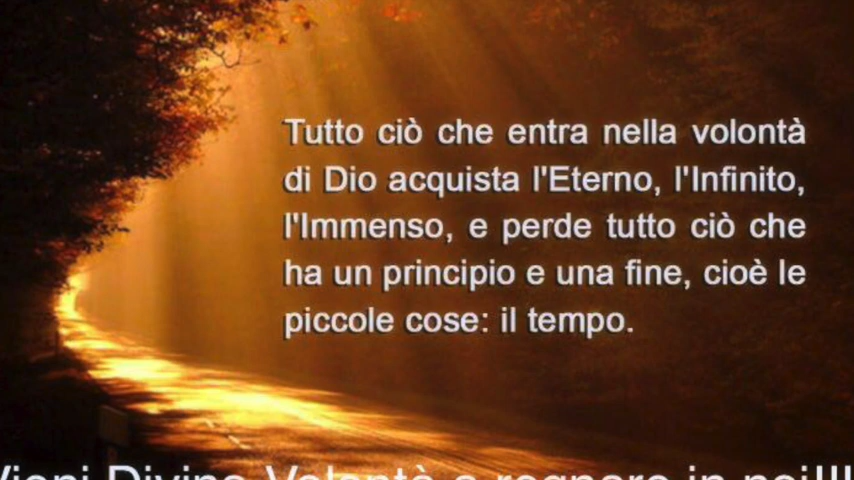 Tutto ciò che entra nella volontà
di Dio acquista l'Eterno, l'Infinito,
l'Immenso, e perde tutto ciò che
ha un principio e una fine, cioè le
piccole cose: il tempo.
Vieni Divina Volontà a regnare in noi!!!